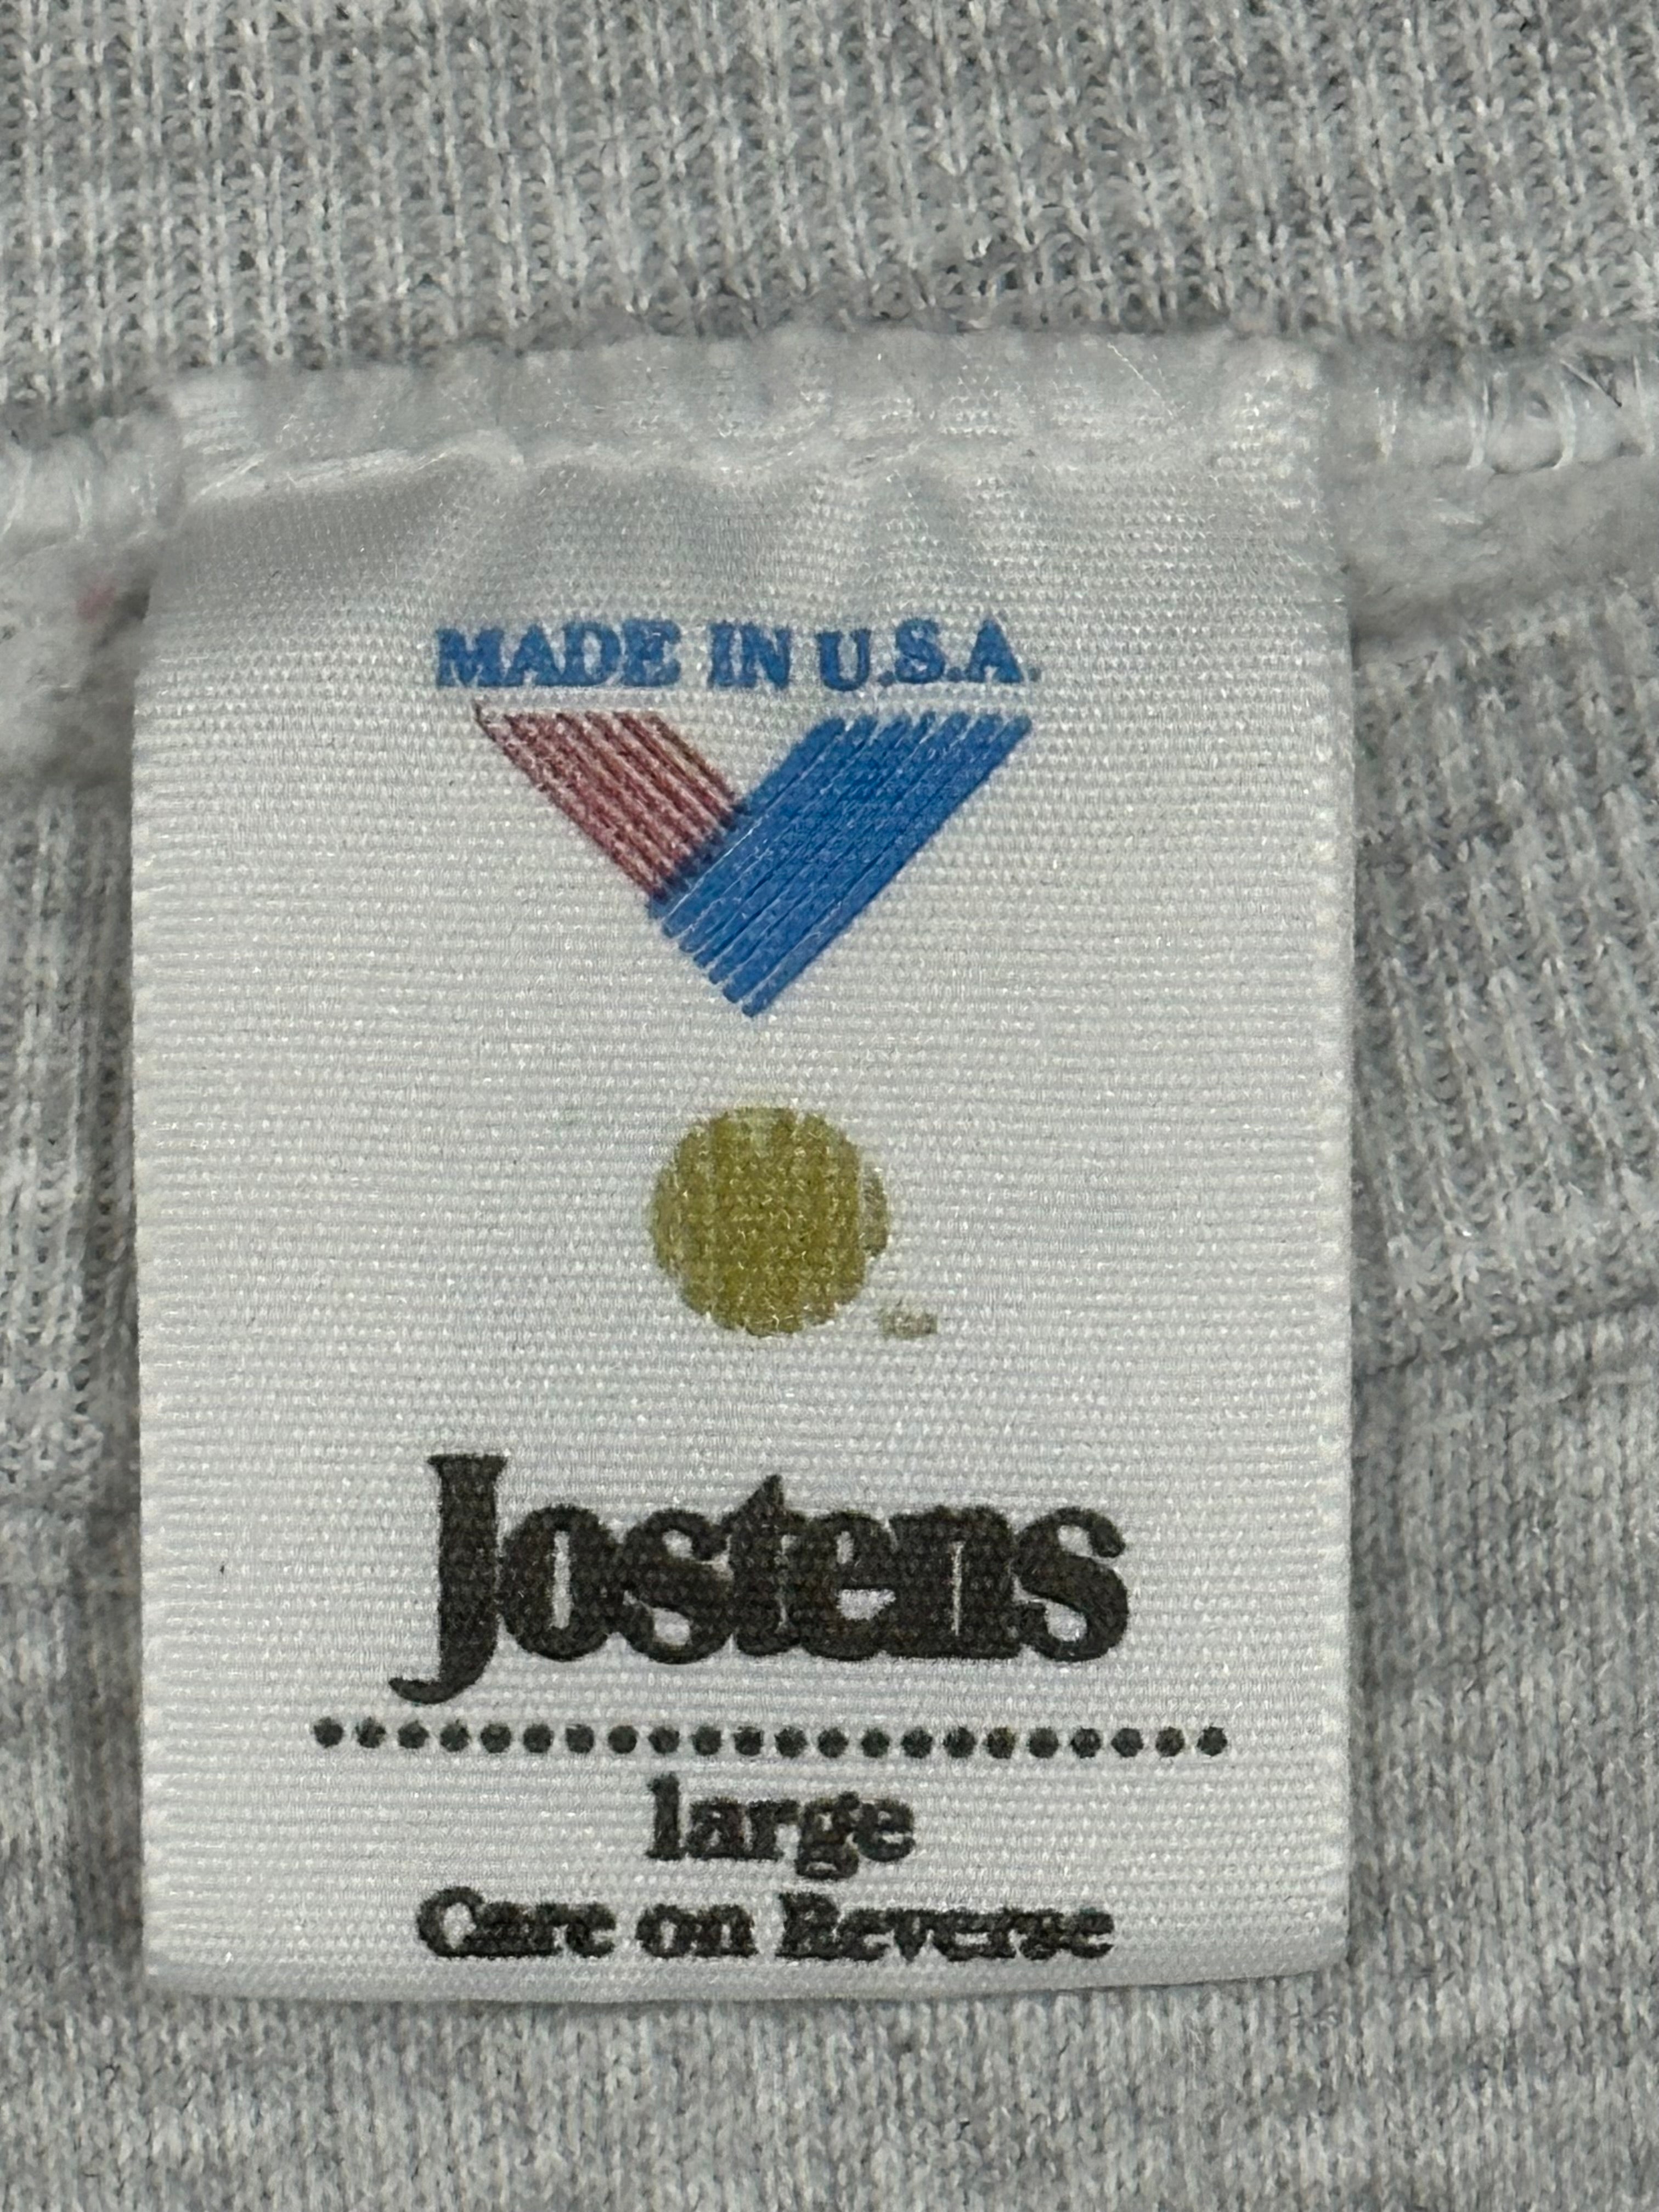 MADE IN U.S.A.
Jostens
large
Care on Reverse